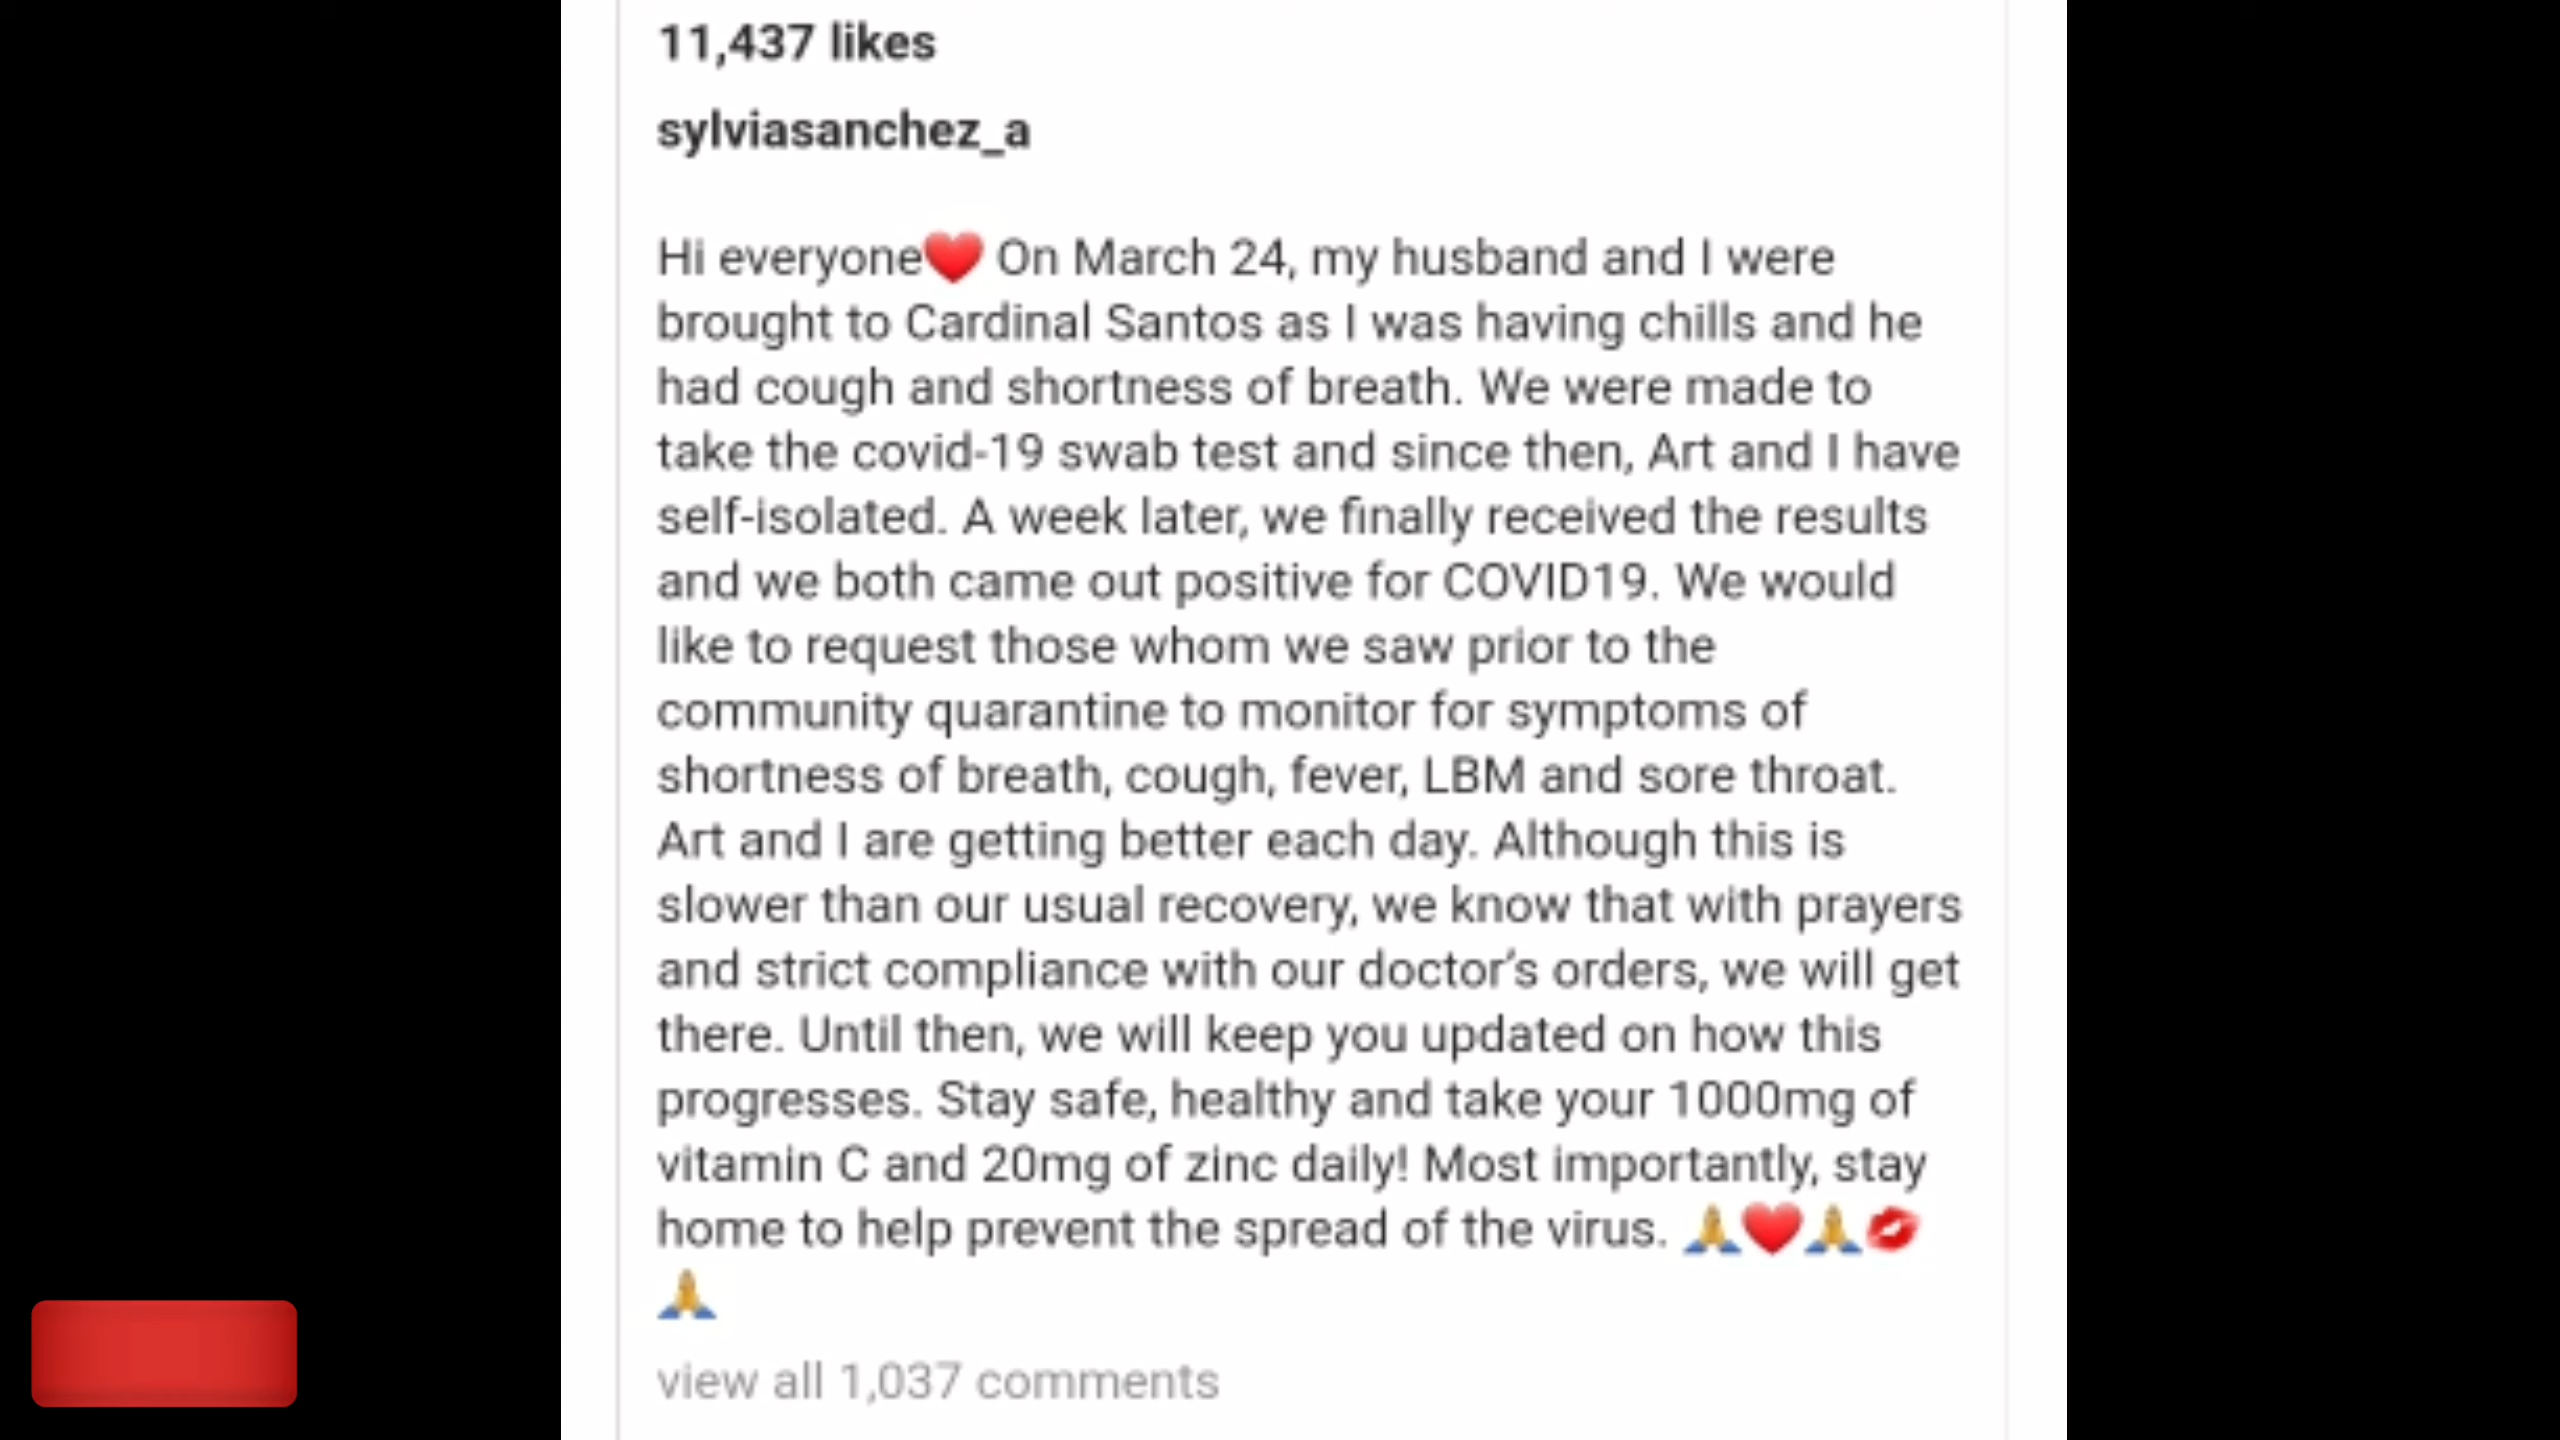 11,437 likes
sylviasanchez_a
Hi everyone❤️ On March 24, my husband and I were
brought to Cardinal Santos as I was having chills and he
had cough and shortness of breath. We were made to
take the covid-19 swab test and since then, Art and I have
self-isolated. A week later, we finally received the results
and we both came out positive for COVID19. We would
like to request those whom we saw prior to the
community quarantine to monitor for symptoms of
shortness of breath, cough, fever, LBM and sore throat.
Art and I are getting better each day. Although this is
slower than our usual recovery, we know that with prayers
and strict compliance with our doctor’s orders, we will get
there. Until then, we will keep you updated on how this
progresses. Stay safe, healthy and take your 1000mg of
vitamin C and 20mg of zinc daily! Most importantly, stay
home to help prevent the spread of the virus. 🙏❤️🙏💋
🙏
view all 1,037 comments